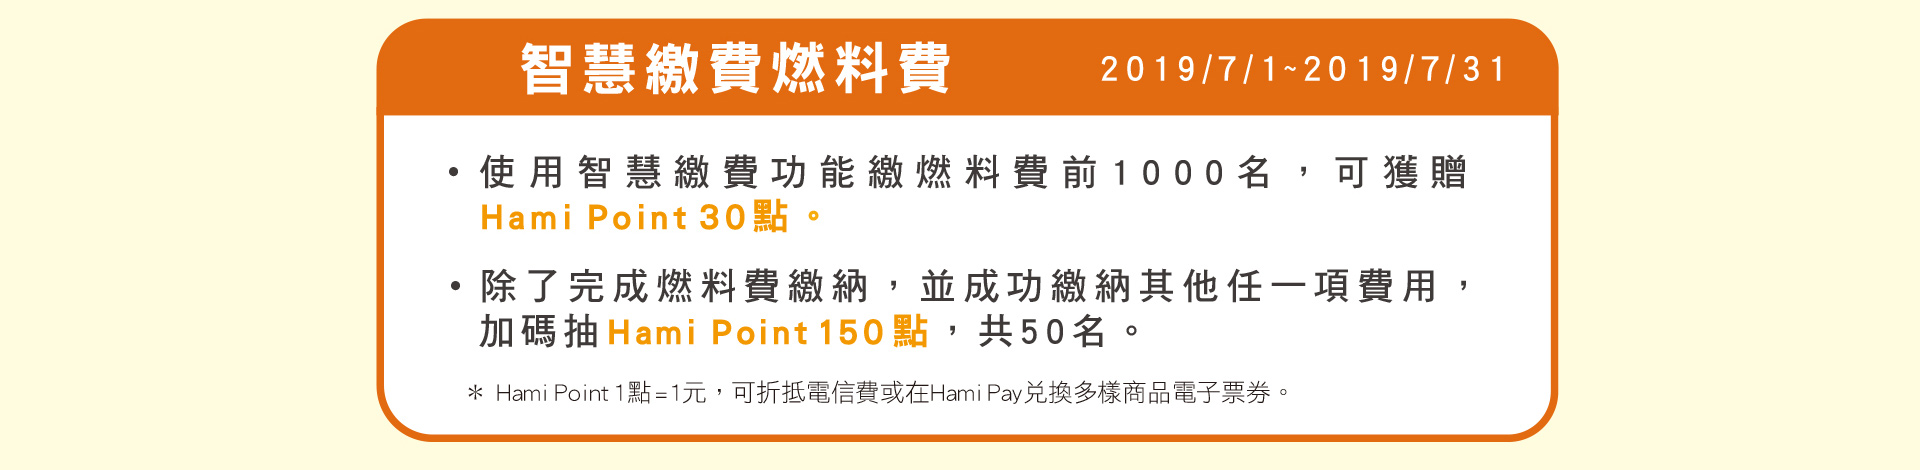 智慧繳費燃料費 2019/7/1~2019/7/31
•使用智慧繳費功能繳燃料費前1000名，可獲贈
Hami Point 30點。
•除了完成燃料費繳納，並成功繳納其他任一項費用，
加碼抽Hami Point 150點，共50名。
＊ Hami Point 1點=1元，可折抵電信費或在Hami Pay兌換多樣商品電子票券。